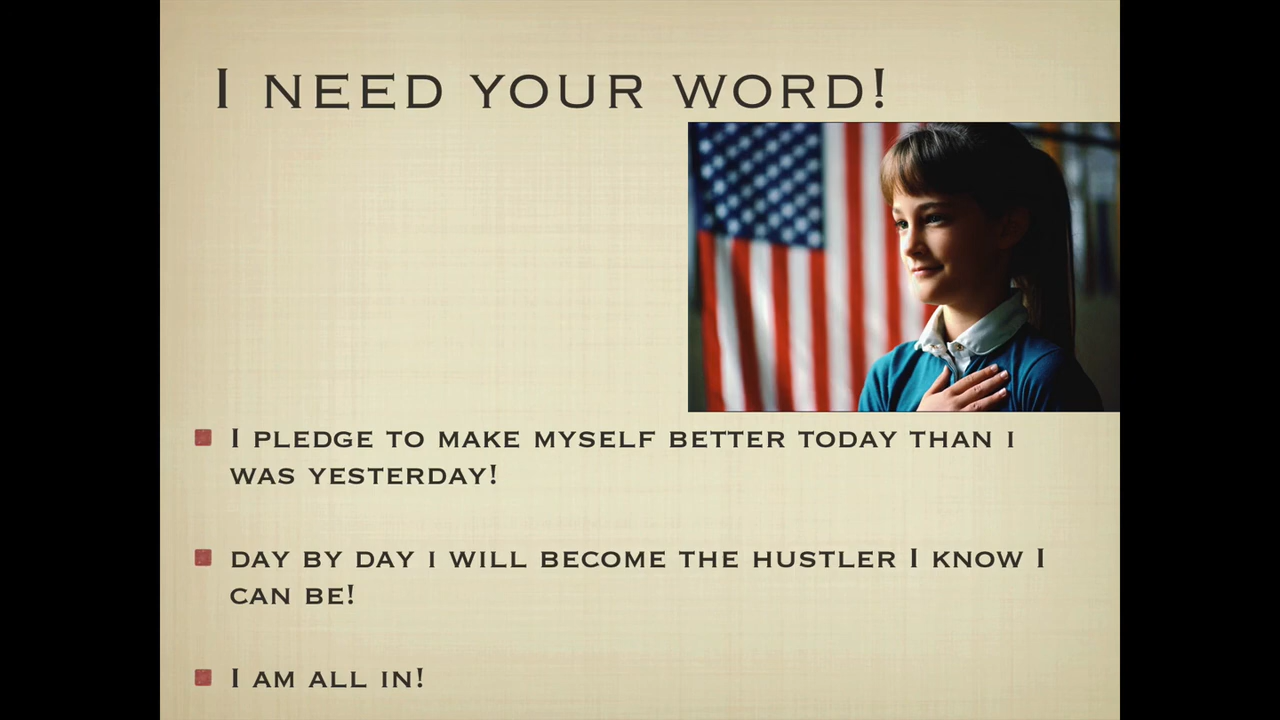 I NEED YOUR WORD!
I PLEDGE TO MAKE MYSELF BETTER TODAY THAN I
WAS YESTERDAY!
DAY BY DAY I WILL BECOME THE HUSTLER I KNOW I
CAN BE!
I AM ALL IN!